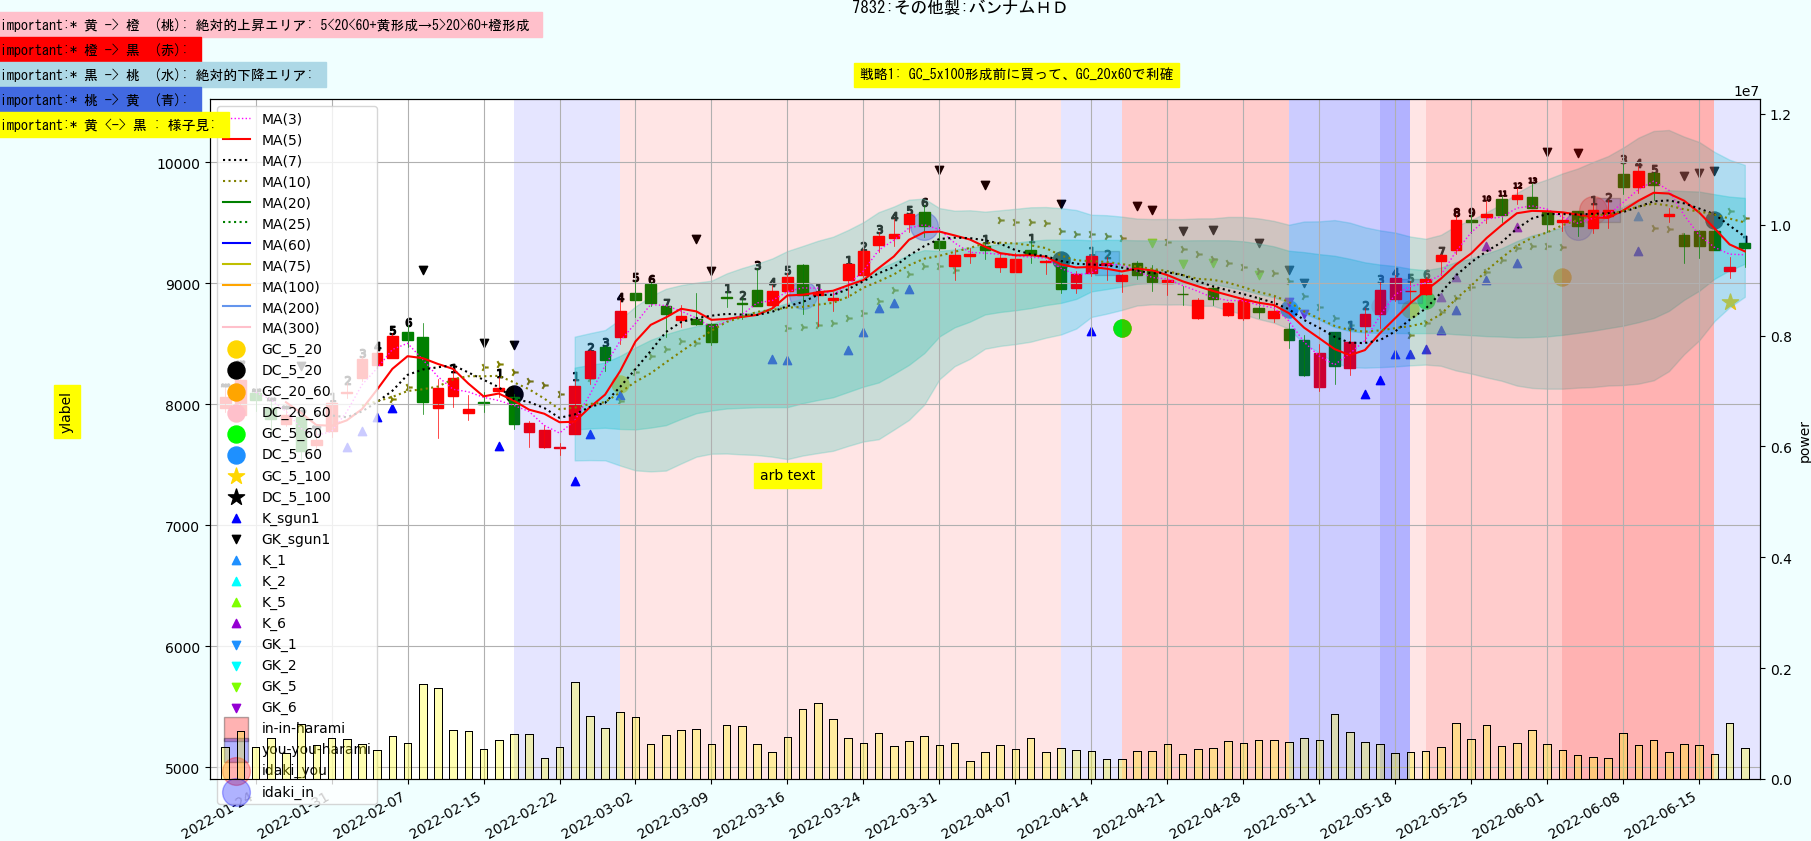 7832:その他製:バンナムＨＤ
important:* 黄 -> 橙 （桃）: 絶対的上昇エリア: 5<20<60+黄形成→5>20>60+橙形成
important:* 橙 -> 黒 （赤）:
important:* 黒 -> 桃 （水）: 絶対的下降エリア:
戦略1: GC_5x100形成前に買って、GC_20x60で利確
important:* 桃 -> 黄 （青）:
1e7
important:* 黄 <-> 黒 : 様子見:
MA(3)
MA(5)
MA(7)
MA(10)
MA(20)
MA(25)
MA(60)
MA(75)
MA(100)
MA(200)
MA(300)
GC_5_20
DC_5_20
GC_20_60
DC_20_60
GC_5_60
DC_5_60
GC_5_100
DC_5_100
K_sgun1
GK_sgun1
K_1
K_2
K_5
K_6
GK_1
GK_2
GK_5
GK_6
in-in-harami
you-you-harami
idaki_you
idaki_in
10000
9000
8000
7000
6000
5000
ylabel
arb text
1.2
1.0
0.8
0.6
0.4
0.2
0.0
power
2022-01-24
2022-01-31
2022-02-07
2022-02-15
2022-02-22
2022-03-02
2022-03-09
2022-03-16
2022-03-24
2022-03-31
2022-04-07
2022-04-14
2022-04-21
2022-04-28
2022-05-11
2022-05-18
2022-05-25
2022-06-01
2022-06-08
2022-06-15